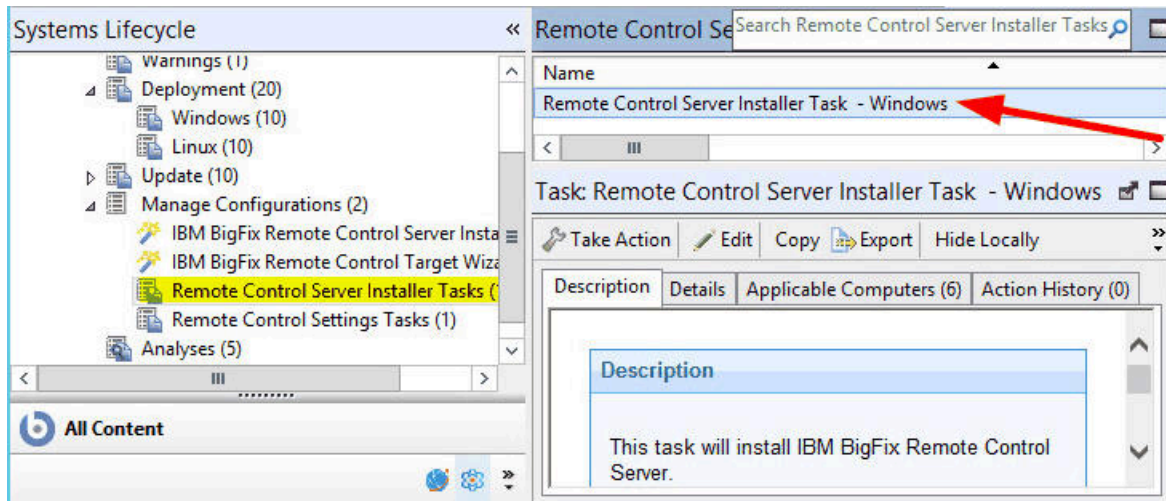 Systems Lifecycle
«
Warnings (1)
Deployment (20)
Windows (10)
Linux (10)
Update (10)
Manage Configurations (2)
IBM BigFix Remote Control Server Insta
IBM BigFix Remote Control Target Wiza
Remote Control Server Installer Tasks (
Remote Control Settings Tasks (1)
Analyses (5)
All Content
Remote Control Se
Search Remote Control Server Installer Tasks
Name
Remote Control Server Installer Task - Windows
Task: Remote Control Server Installer Task - Windows
Take Action Edit Copy Export Hide Locally
Description Details Applicable Computers (6) Action History (0)
Description
This task will install IBM BigFix Remote Control
Server.